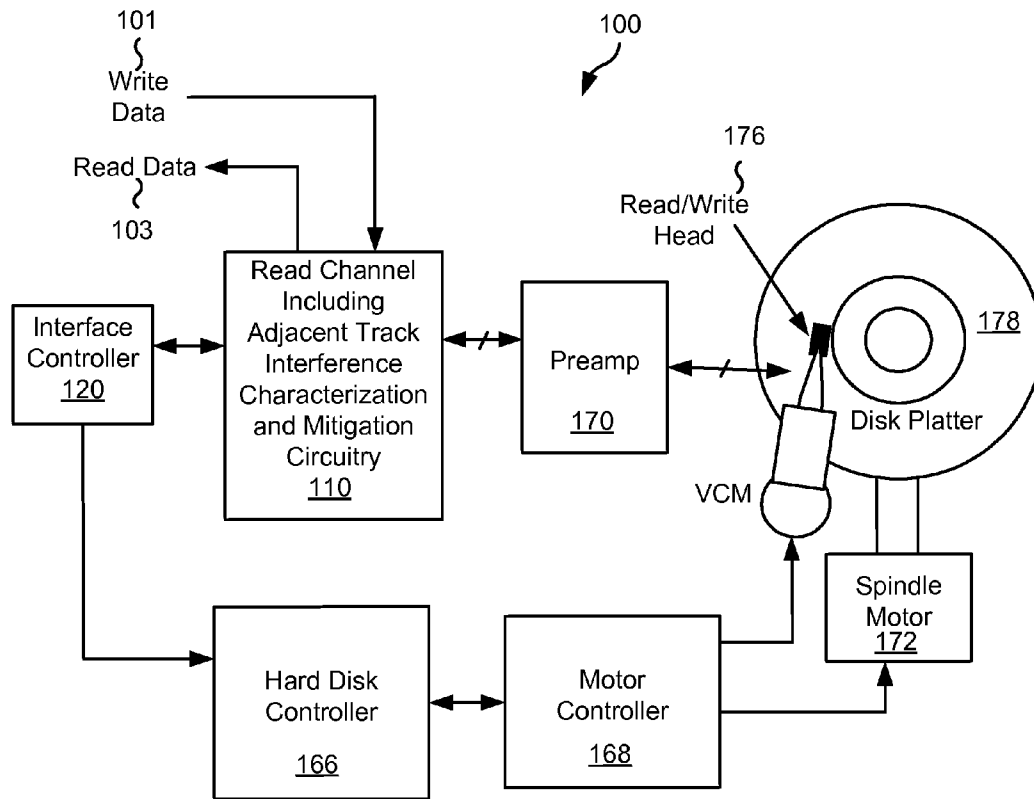 101
Write
Data
100
Read Data
103
176
Read/Write
Head
Read Channel
Including
Adjacent Track
Interference
Characterization
and Mitigation
Circuitry
110
Interface
Controller
120
Preamp
170
178
Disk Platter
VCM
Spindle
Motor
172
Hard Disk
Controller
166
Motor
Controller
168